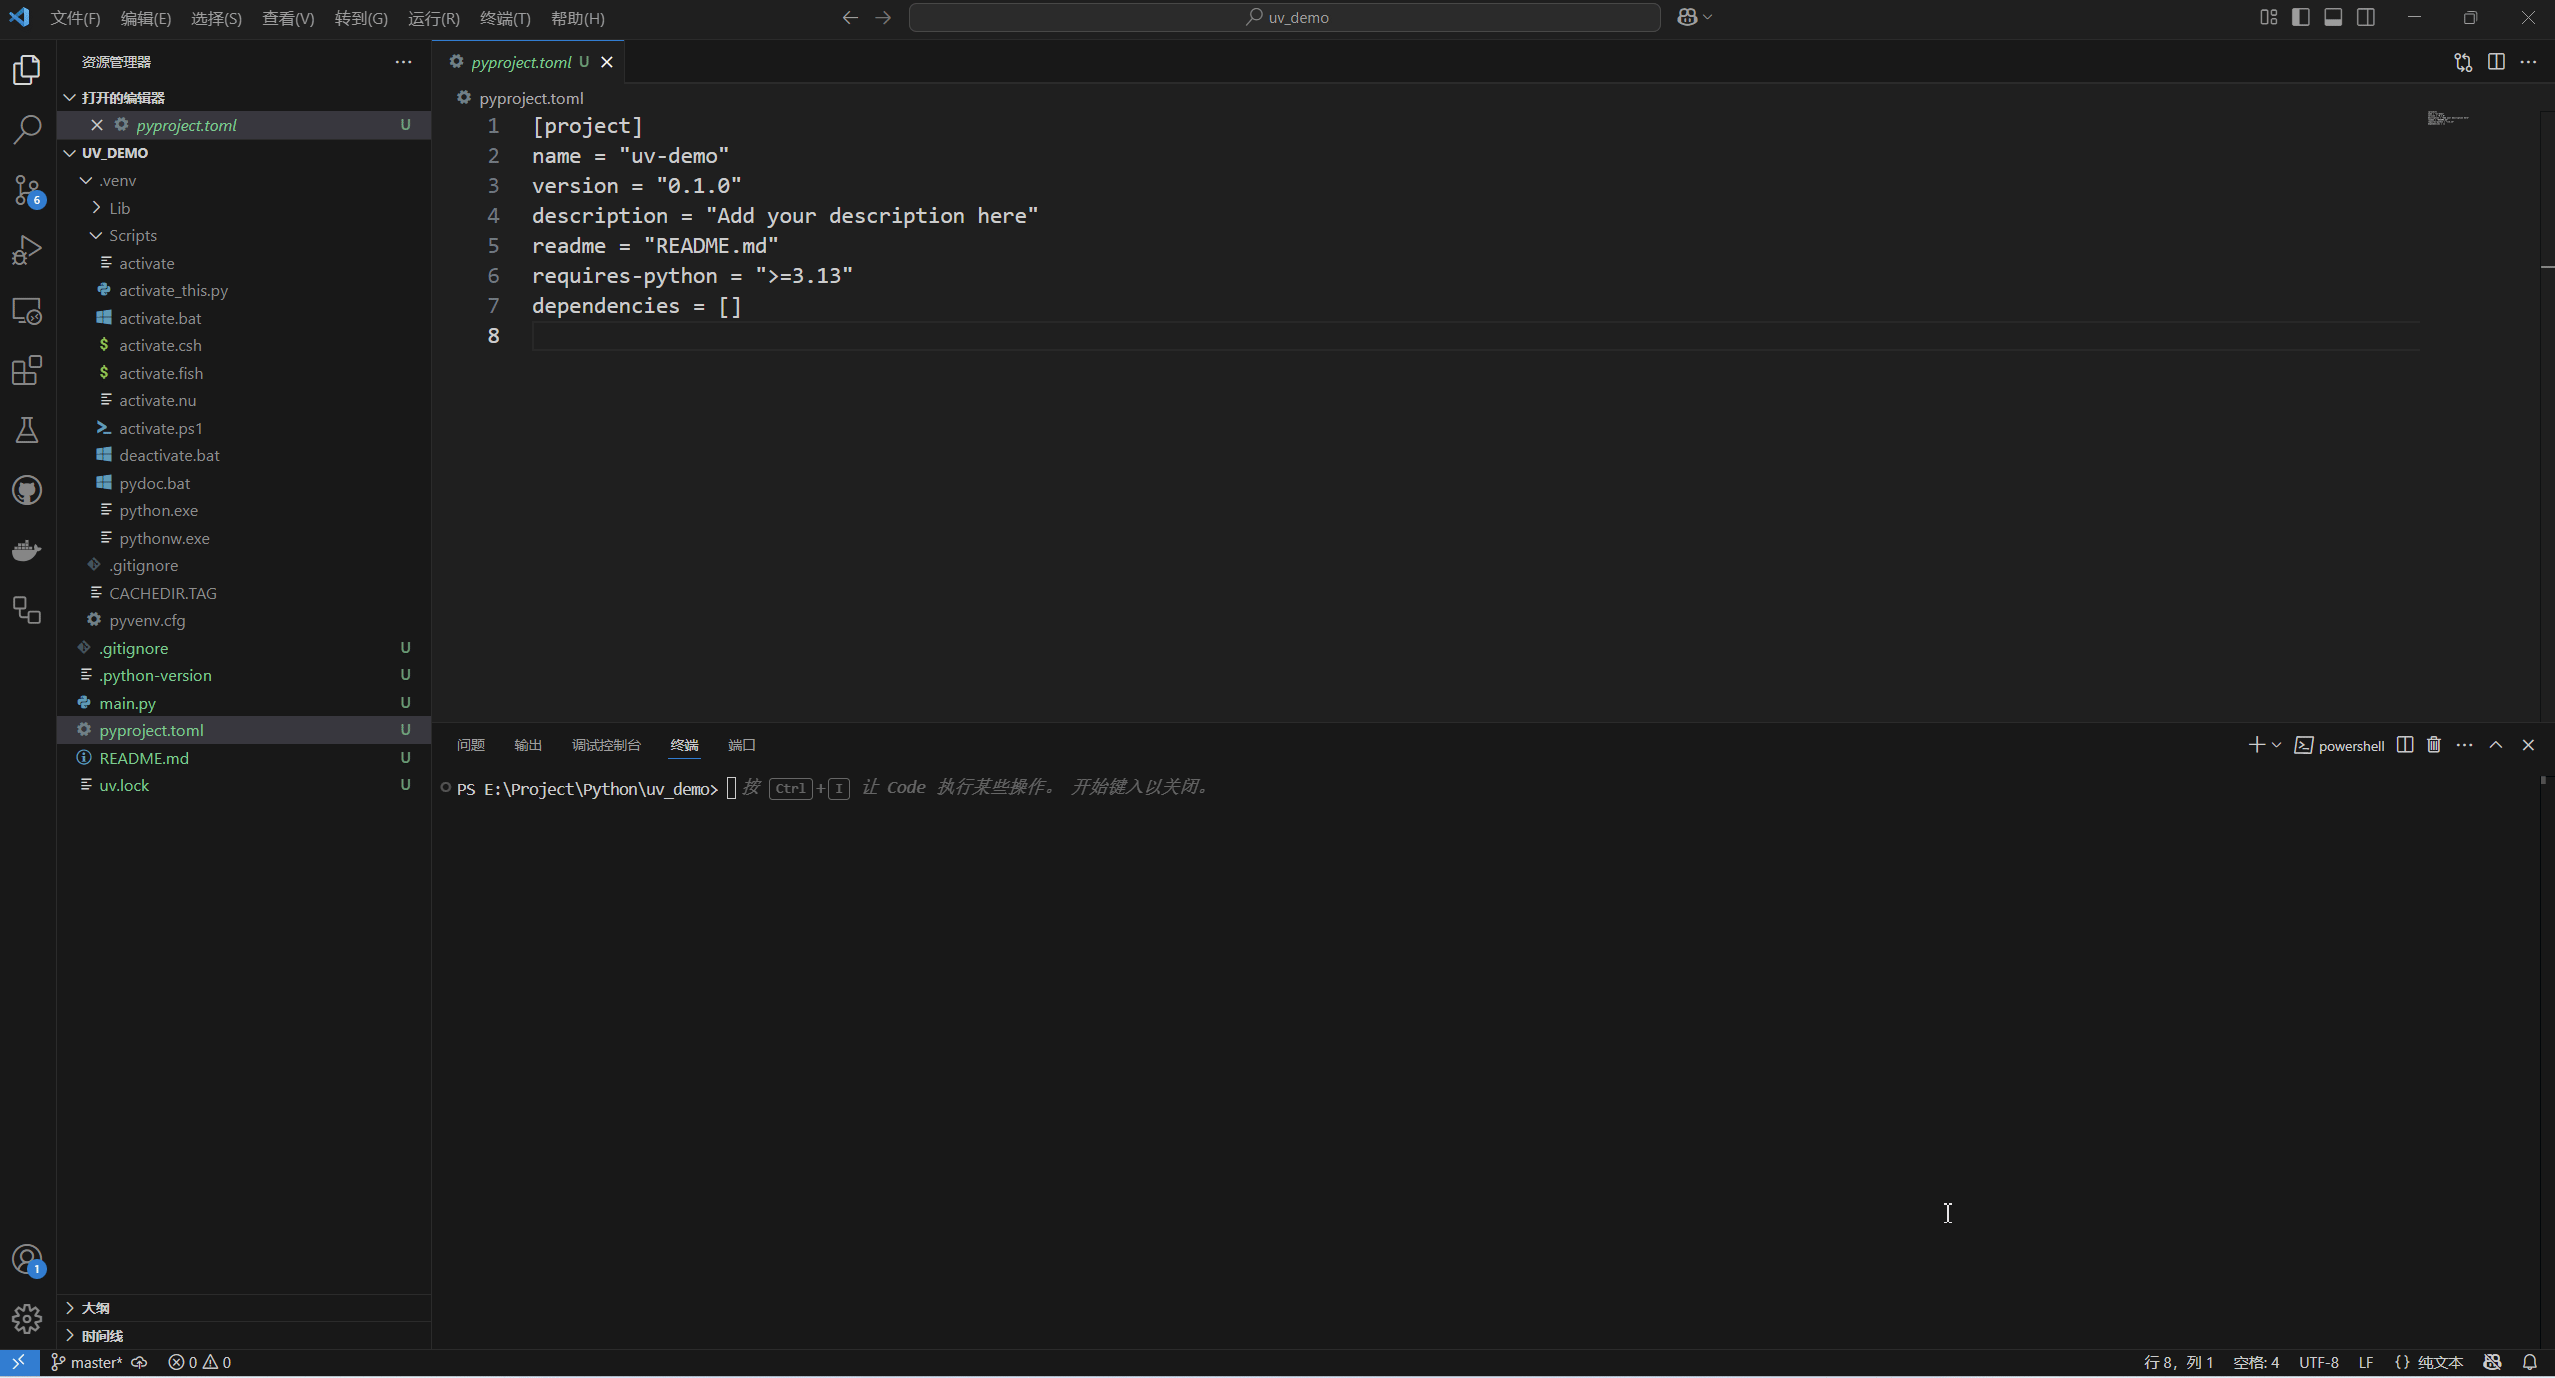 文件(F) 编辑(E) 选择(S) 查看(V) 转到(G) 运行(R) 终端(T) 帮助(H) uv_demo
资源管理器
打开的编辑器
pyproject.toml U
UV_DEMO
.venv
Lib
Scripts
activate
activate_this.py
activate.bat
activate.csh
activate.fish
activate.nu
activate.ps1
deactivate.bat
pydoc.bat
python.exe
pythonw.exe
.gitignore
CACHEDIR.TAG
pyvenv.cfg
.gitignore U
.python-version U
main.py U
pyproject.toml U
README.md U
uv.lock U
大纲
时间线
6
1
pyproject.toml U
pyproject.toml
1 [project]
2 name = "uv-demo"
3 version = "0.1.0"
4 description = "Add your description here"
5 readme = "README.md"
6 requires-python = ">=3.13"
7 dependencies = []
8
问题 输出 调试控制台 终端 端口 powershell
PS E:\Project\Python\uv_demo> 按 Ctrl+I 让 Code 执行某些操作。 开始键入以关闭。
master* 0 0 行 8，列 1 空格: 4 UTF-8 LF {} 纯文本